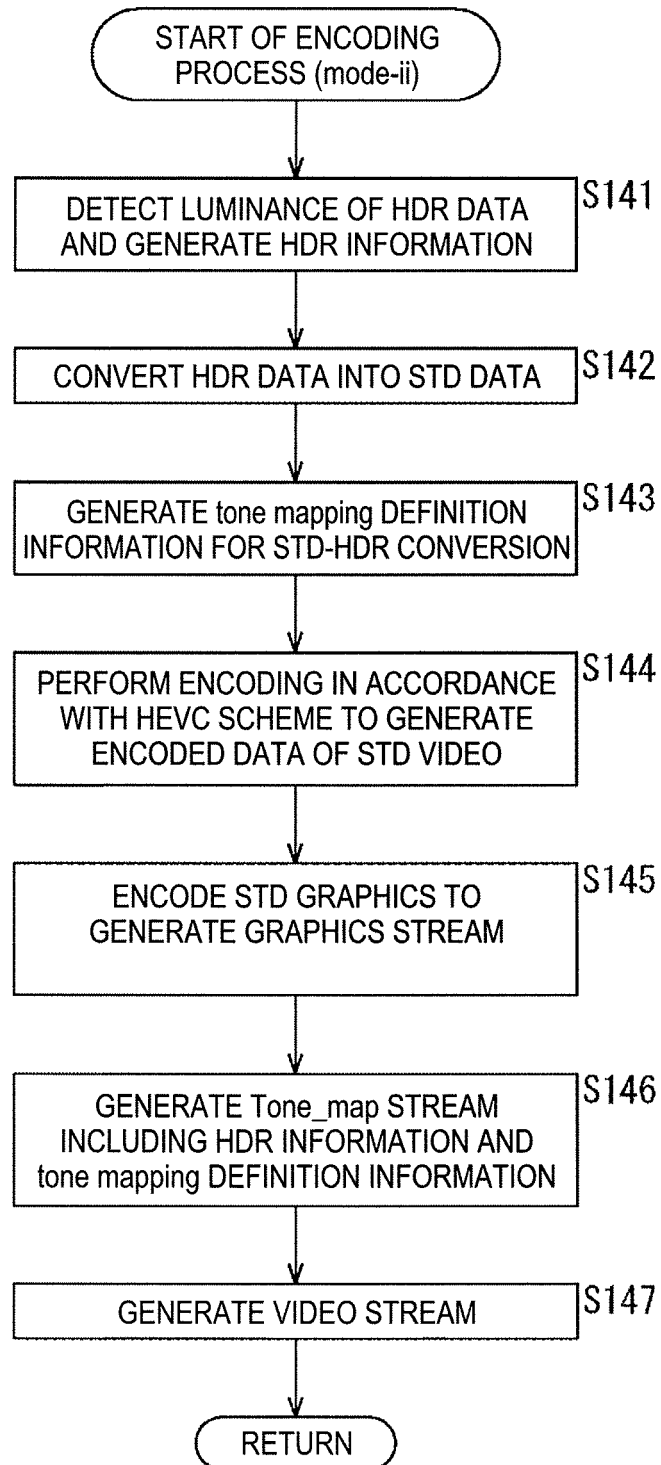 START OF ENCODING
PROCESS (mode-ii)
S141
DETECT LUMINANCE OF HDR DATA
AND GENERATE HDR INFORMATION
S142
CONVERT HDR DATA INTO STD DATA
S143
GENERATE tone mapping DEFINITION
INFORMATION FOR STD-HDR CONVERSION
S144
PERFORM ENCODING IN ACCORDANCE
WITH HEVC SCHEME TO GENERATE
ENCODED DATA OF STD VIDEO
S145
ENCODE STD GRAPHICS TO
GENERATE GRAPHICS STREAM
S146
GENERATE Tone_map STREAM
INCLUDING HDR INFORMATION AND
tone mapping DEFINITION INFORMATION
S147
GENERATE VIDEO STREAM
RETURN